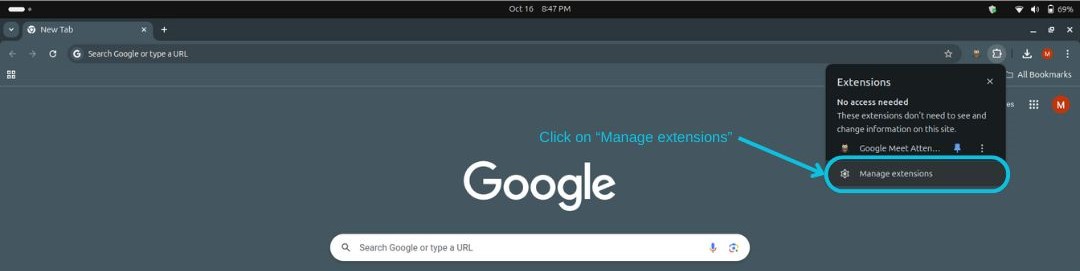 Oct 16 8:47 PM
69%
New Tab
Search Google or type a URL
All Bookmarks
Extensions
No access needed
These extensions don't need to see and
change information on this site.
Google Meet Atten...
Manage extensions
es
M
M
Click on “Manage extensions”
Google
Search Google or type a URL